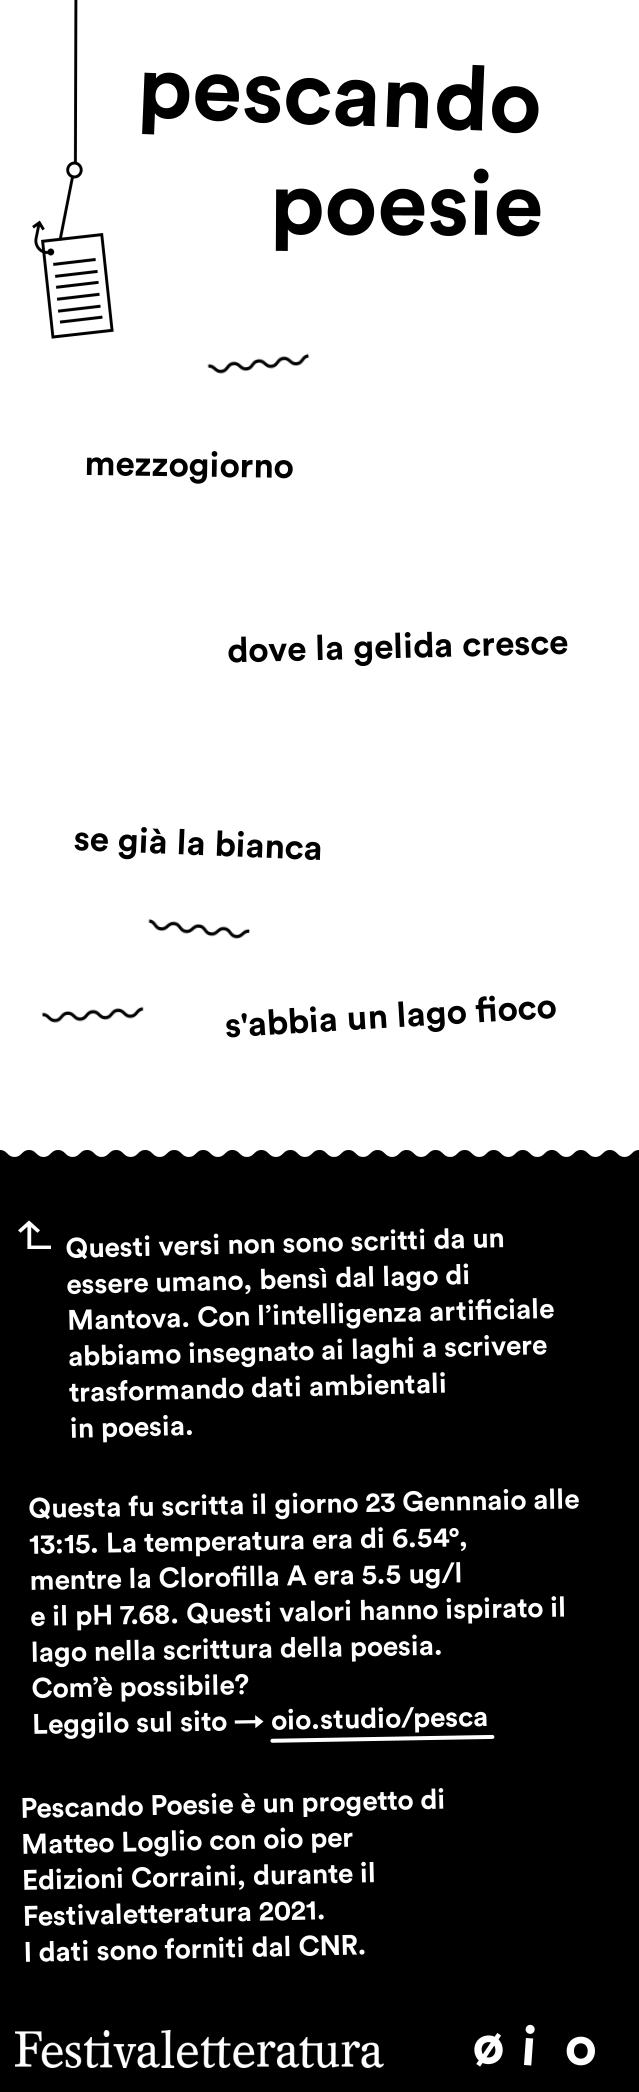 pescando
poesie
mezzogiorno
dove la gelida cresce
se già la bianca
s'abbia un lago fioco
Questi versi non sono scritti da un
essere umano, bensì dal lago di
Mantova. Con l’intelligenza artificiale
abbiamo insegnato ai laghi a scrivere
trasformando dati ambientali
in poesia.
Questa fu scritta il giorno 23 Gennnaio alle
13:15. La temperatura era di 6.54°,
mentre la Clorofilla A era 5.5 ug/l
e il pH 7.68. Questi valori hanno ispirato il
lago nella scrittura della poesia.
Com’è possibile?
Leggilo sul sito → oio.studio/pesca
Pescando Poesie è un progetto di
Matteo Loglio con oio per
Edizioni Corraini, durante il
Festivaletteratura 2021.
I dati sono forniti dal CNR.
Festivaletteratura ø i o